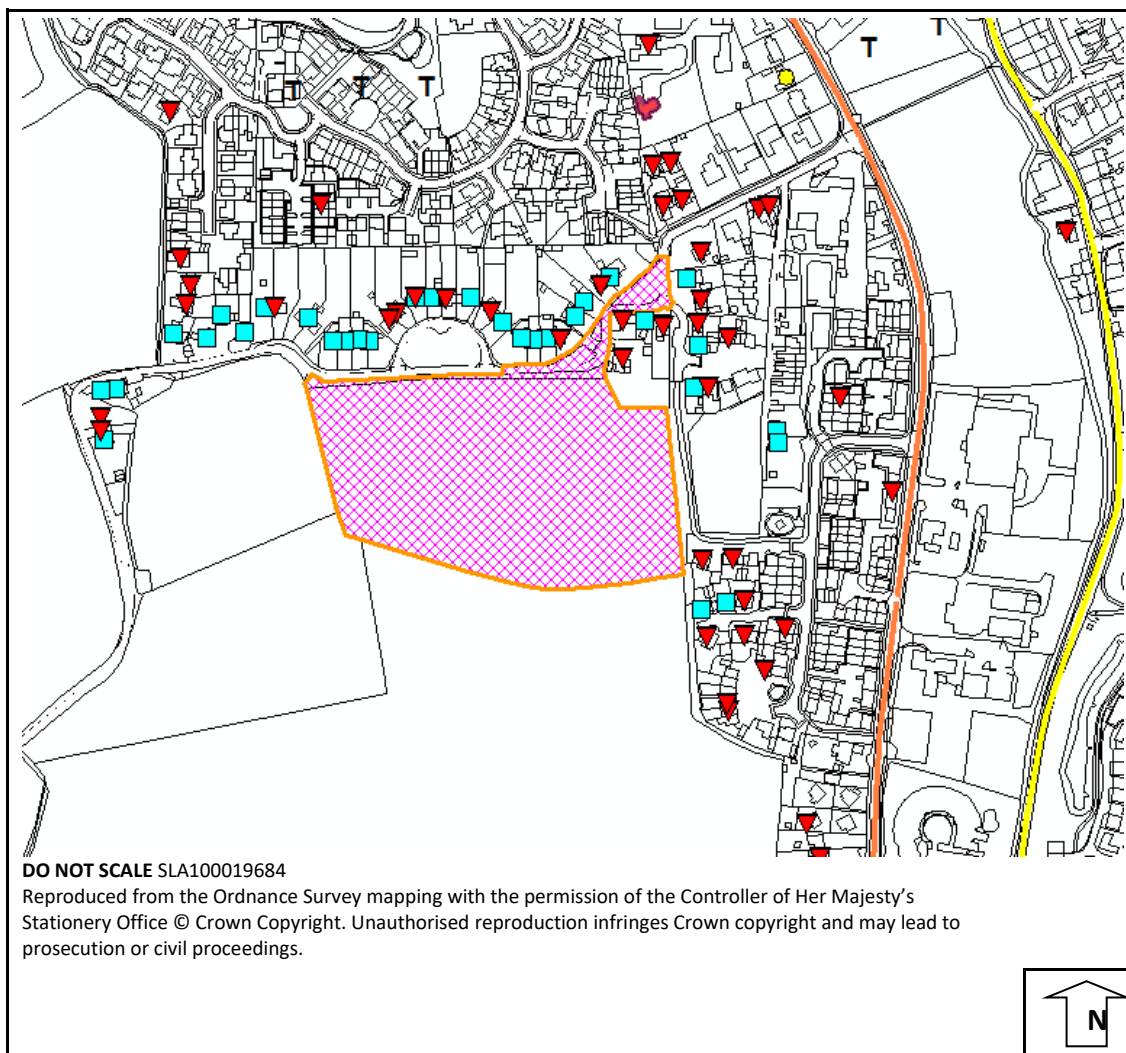 T
T
T T T
DO NOT SCALE SLA100019684
Reproduced from the Ordnance Survey mapping with the permission of the Controller of Her Majesty’s
Stationery Office © Crown Copyright. Unauthorised reproduction infringes Crown copyright and may lead to
prosecution or civil proceedings.
N